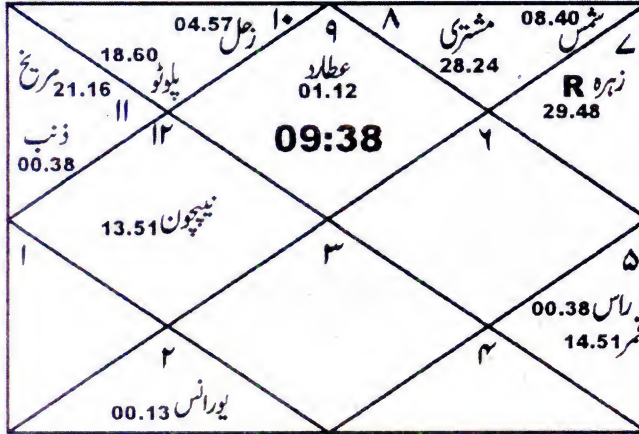 ۱۰
زحل 04.57
۹
عطارد
01.12
09:38
۸
مشتری
28.24
شمس 08.40
۷
زہرہ R
29.48
پلوٹو 18.60
مریخ 21.16
۱۱
ذنب
00.38
۱۲
نیپچون 13.51
۶
۱
۳
۵
راس 00.38
قمر 14.51
۲
یورانس 00.13
۴